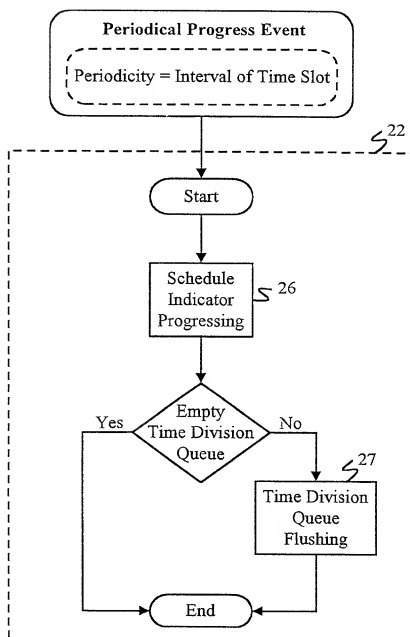 Periodical Progress Event
Periodicity = Interval of Time Slot
22
Start
Schedule
Indicator
Progressing
26
Empty
Time Division
Queue
Yes
No
27
Time Division
Queue
Flushing
End